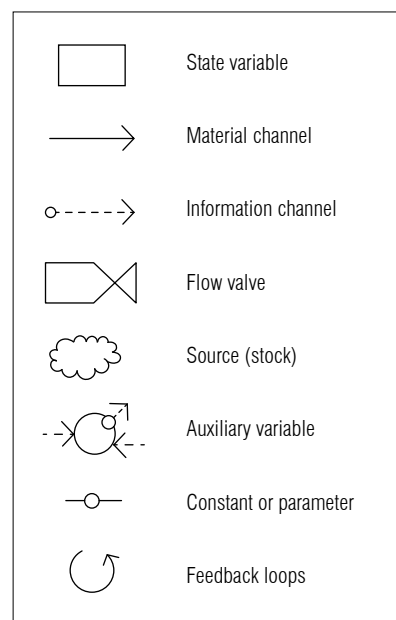 State variable
Material channel
Information channel
Flow valve
Source (stock)
Auxiliary variable
Constant or parameter
Feedback loops